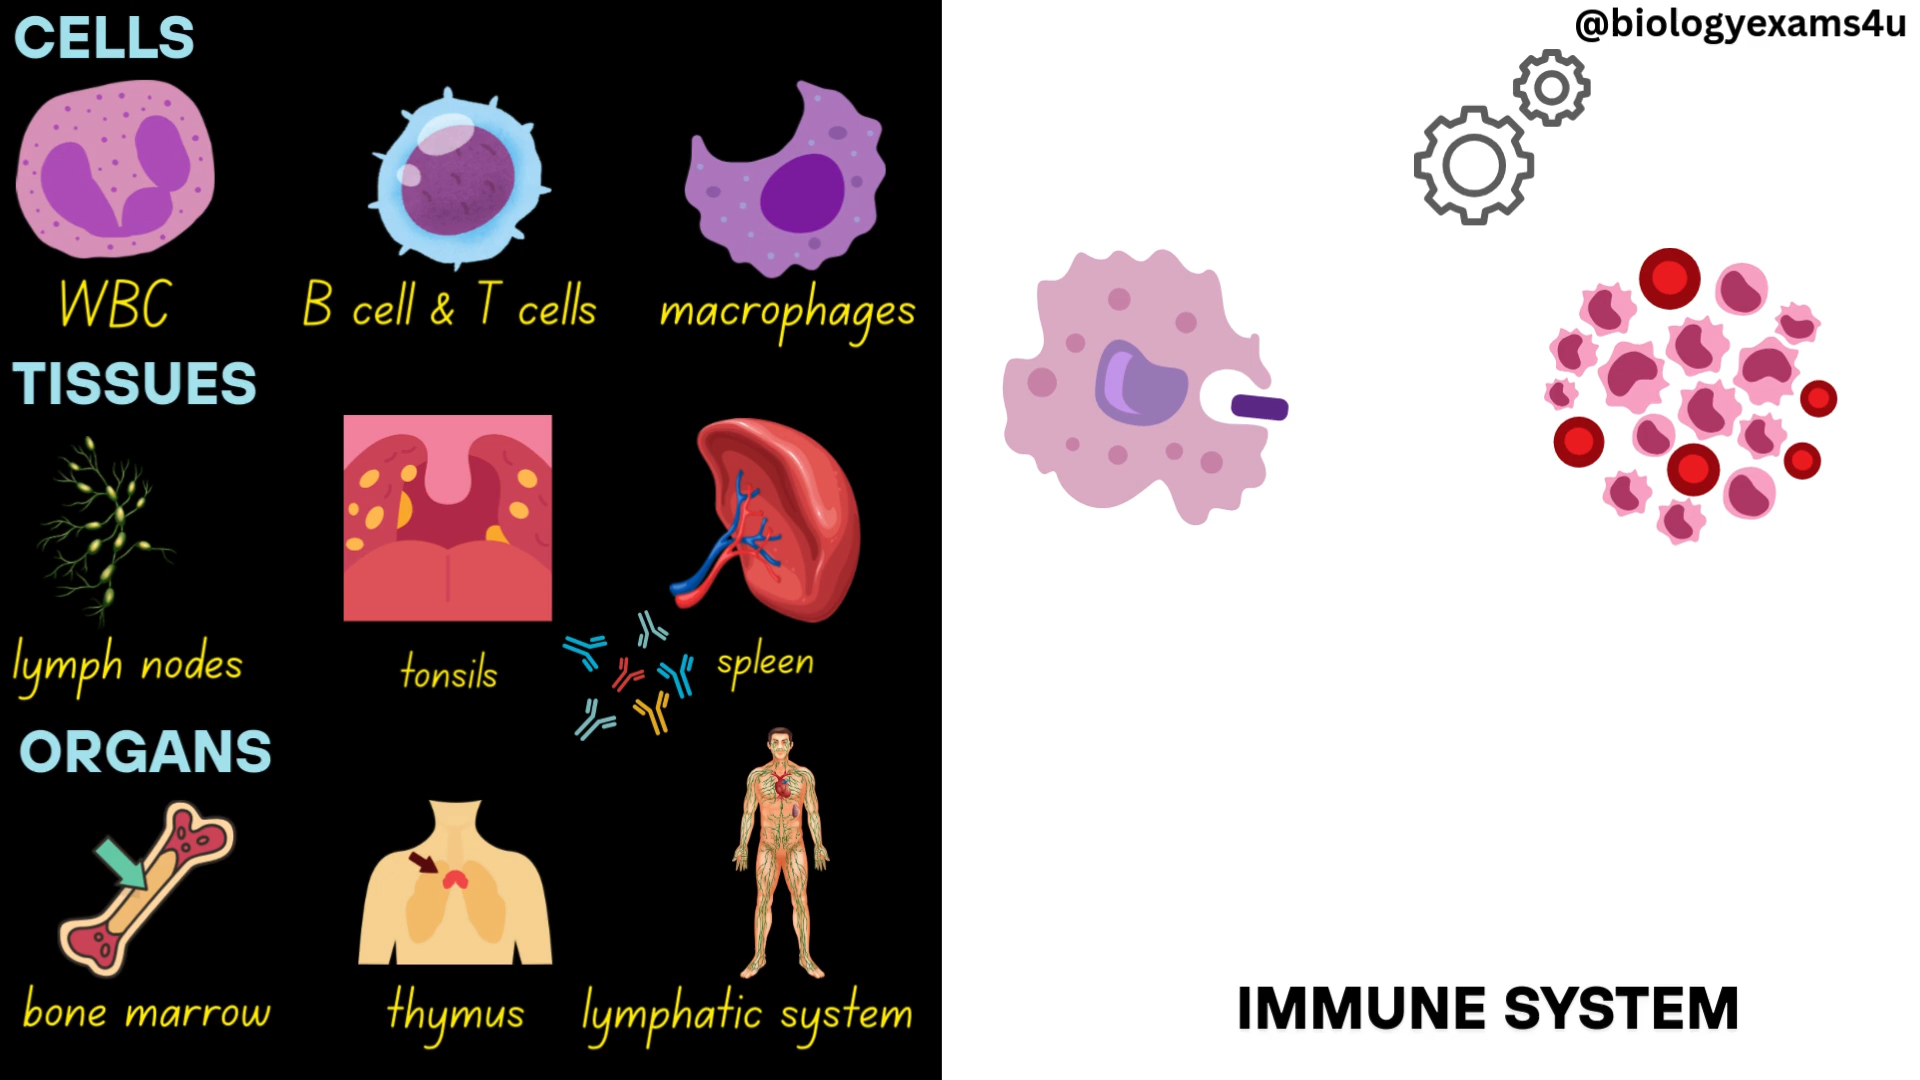 @biologyexams4u
CELLS
WBC
B cell & T cells
macrophages
TISSUES
lymph nodes
tonsils
spleen
ORGANS
bone marrow
thymus
lymphatic system
IMMUNE SYSTEM